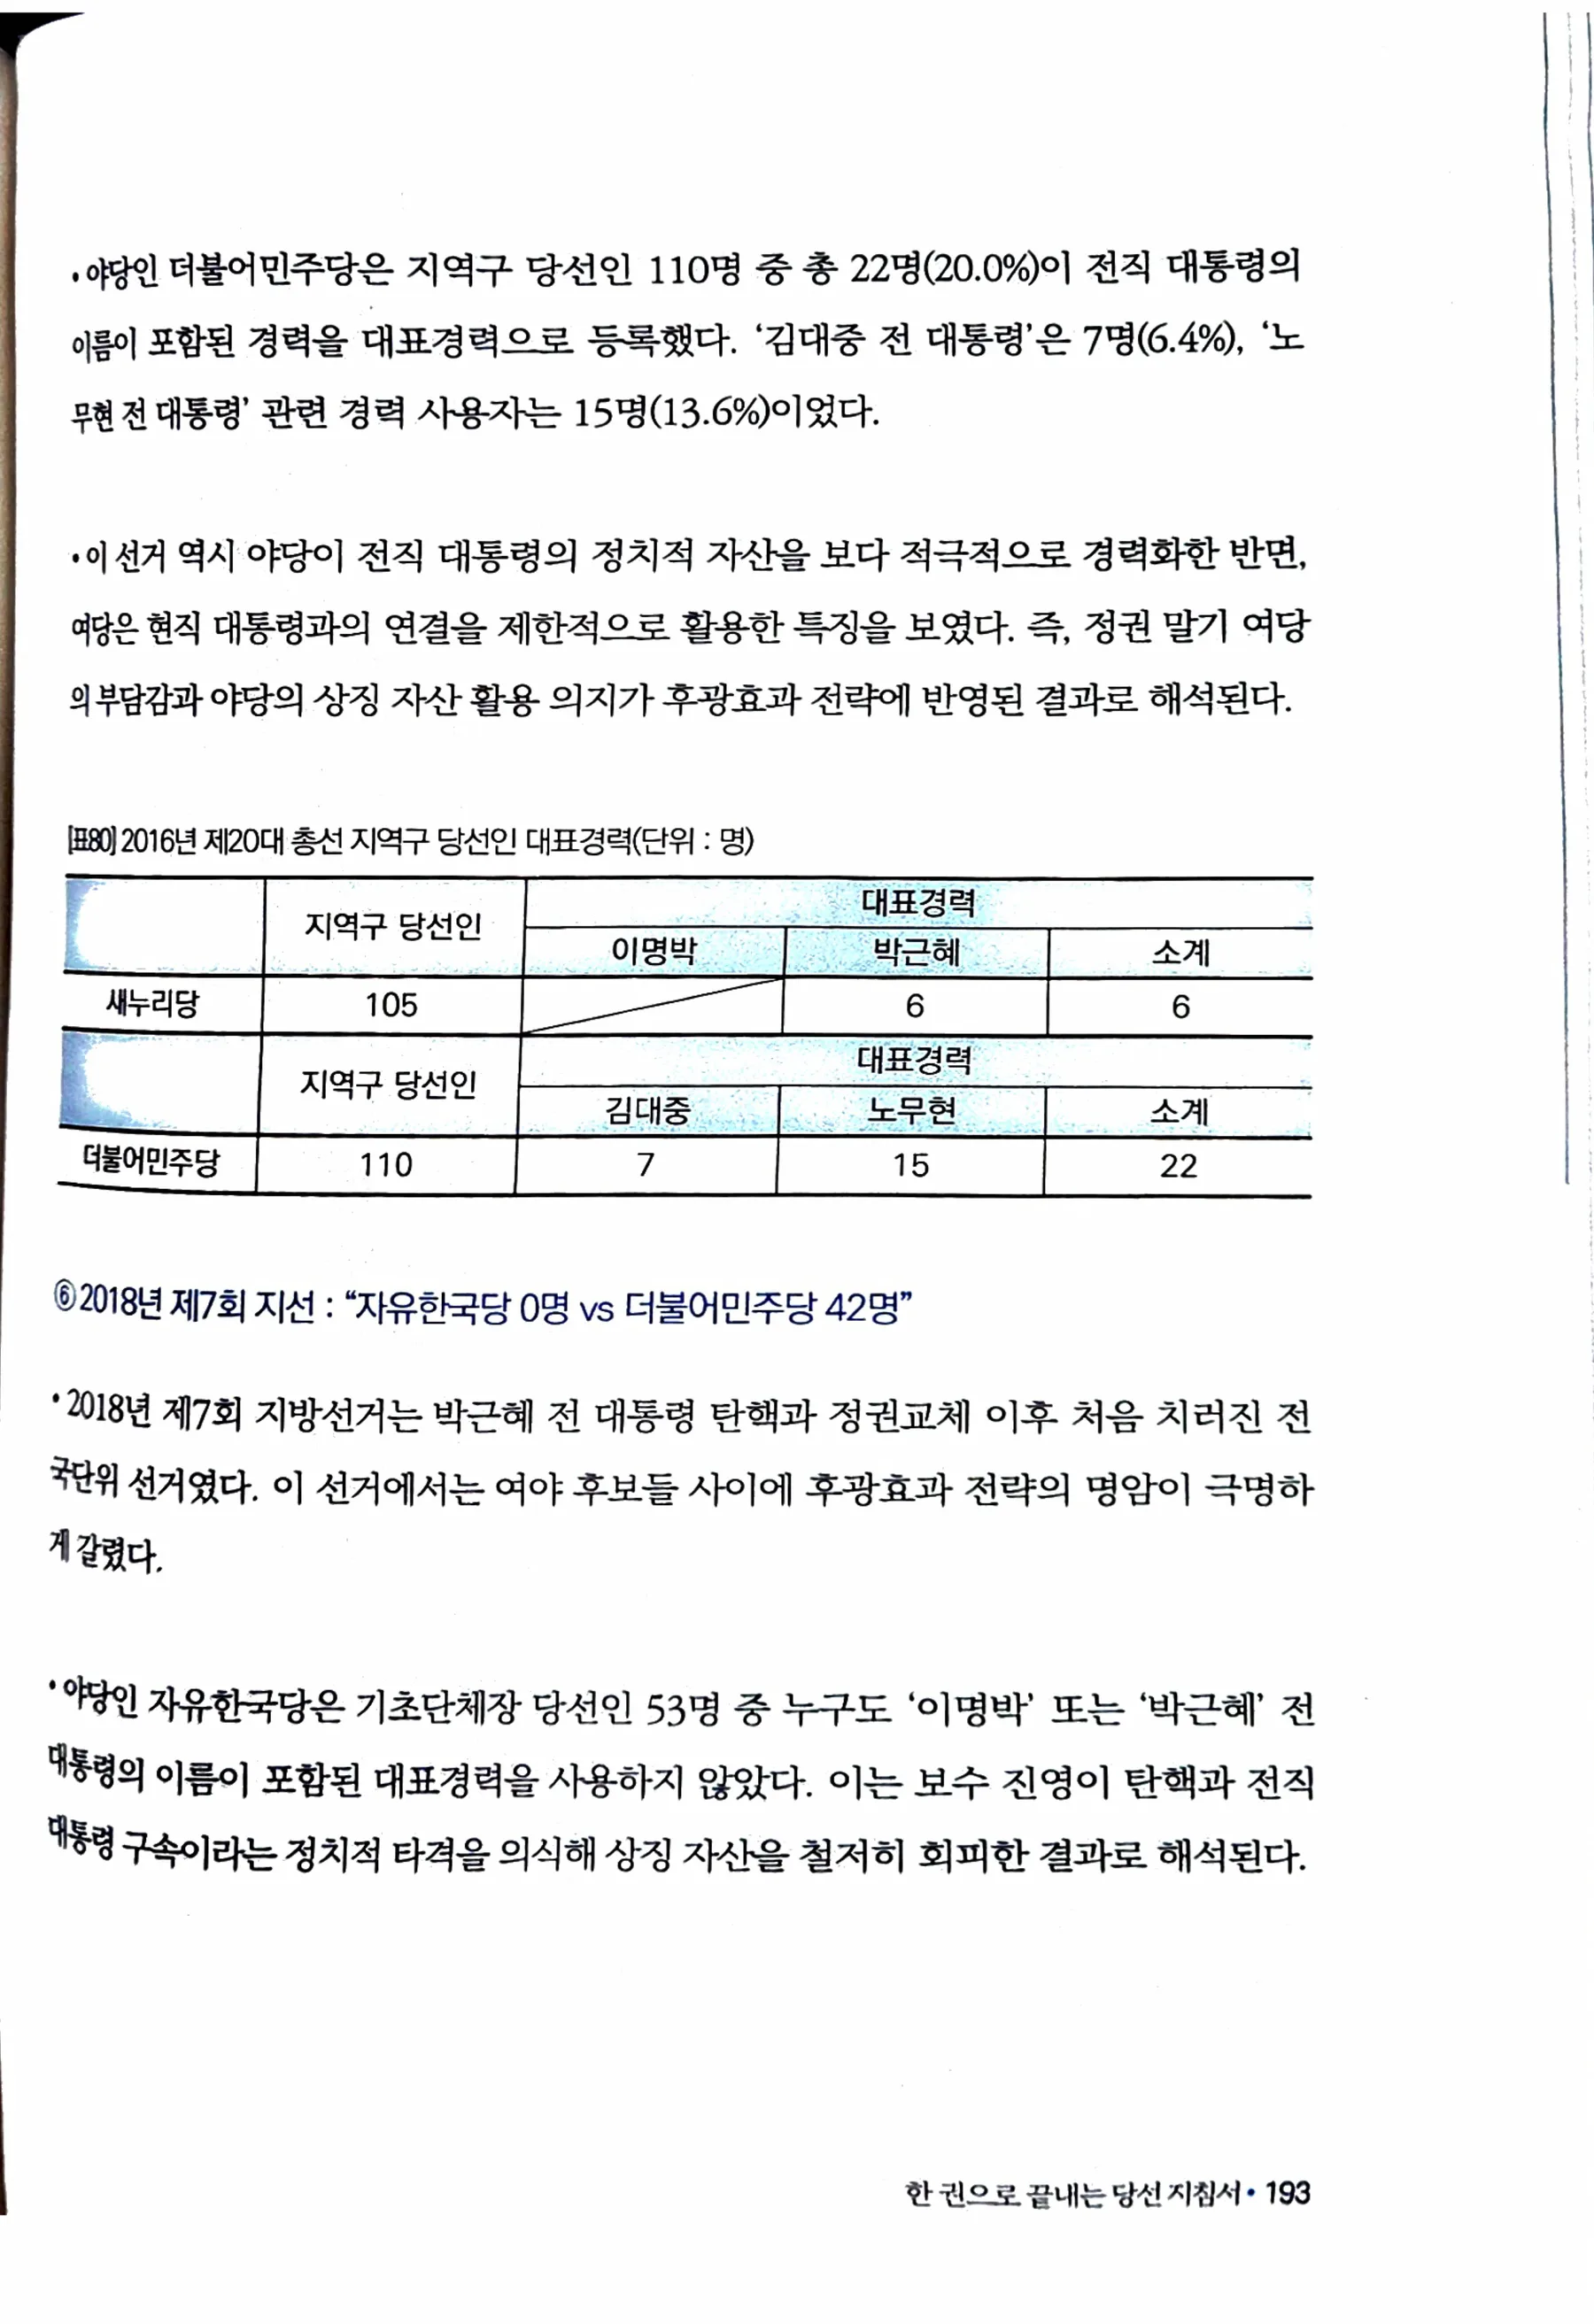 •야당인 더불어민주당은 지역구 당선인 110명 중 총 22명(20.0%)이 전직 대통령의
이름이 포함된 경력을 대표경력으로 등록했다. ‘김대중 전 대통령’은 7명(6.4%), ‘노
무현 전 대통령’ 관련 경력 사용자는 15명(13.6%)이었다.
•이 선거 역시 야당이 전직 대통령의 정치적 자산을 보다 적극적으로 경력화한 반면,
여당은 현직 대통령과의 연결을 제한적으로 활용한 특징을 보였다. 즉, 정권 말기 여당
의 부담감과 야당의 상징 자산 활용 의지가 후광효과 전략에 반영된 결과로 해석된다.
[표80] 2016년 제20대 총선 지역구 당선인 대표경력(단위 : 명)
지역구 당선인 대표경력
이명박 박근혜 소계
새누리당 105 6 6
지역구 당선인 대표경력
김대중 노무현 소계
더불어민주당 110 7 15 22
⑥ 2018년 제7회 지선 : “자유한국당 0명 vs 더불어민주당 42명”
•2018년 제7회 지방선거는 박근혜 전 대통령 탄핵과 정권교체 이후 처음 치러진 전
국단위 선거였다. 이 선거에서는 여야 후보들 사이에 후광효과 전략의 명암이 극명하
게 갈렸다.
•야당인 자유한국당은 기초단체장 당선인 53명 중 누구도 ‘이명박’ 또는 ‘박근혜’ 전
대통령의 이름이 포함된 대표경력을 사용하지 않았다. 이는 보수 진영이 탄핵과 전직
대통령 구속이라는 정치적 타격을 의식해 상징 자산을 철저히 회피한 결과로 해석된다.
한 권으로 끝내는 당선 지침서 • 193